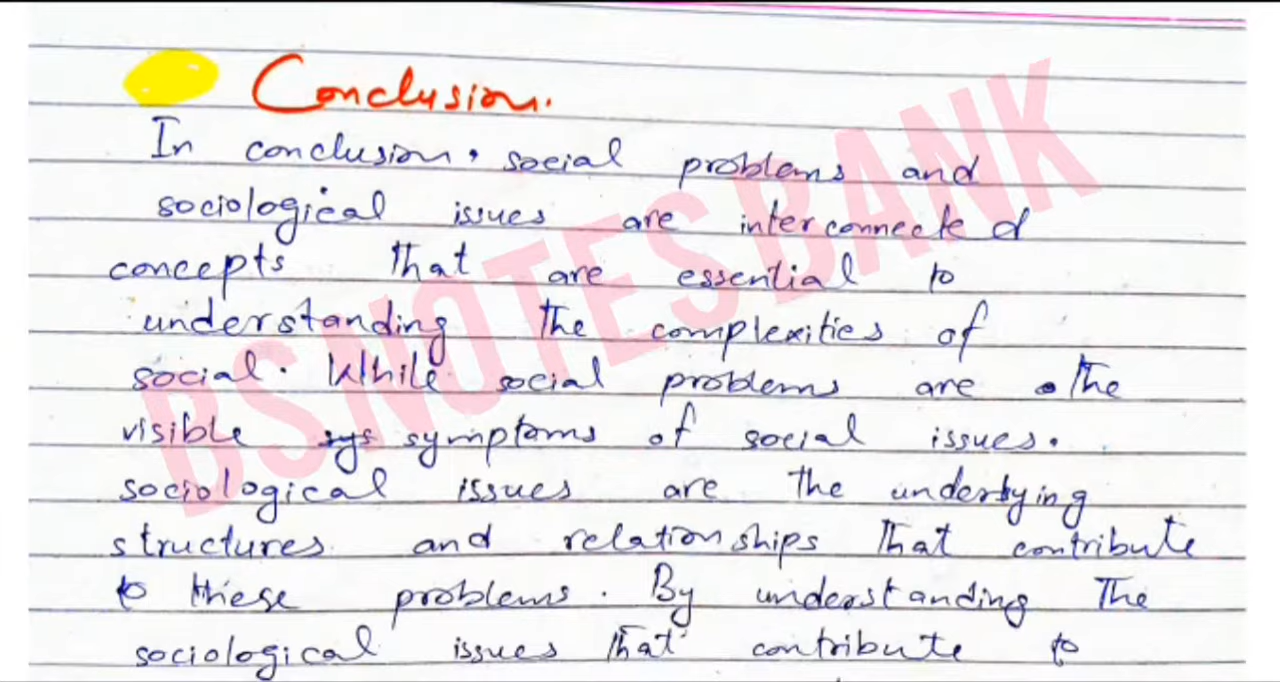 Conclusion.
In conclusion, social problems and
sociological issues are interconnected
concepts that are essential to
understanding the complexities of
social. While social problems are the
visible sys symptoms of social issues.
sociological issues are the underlying
structures and relationships that contribute
to these problems. By understanding the
sociological issues that contribute to
BSNOTES BANK